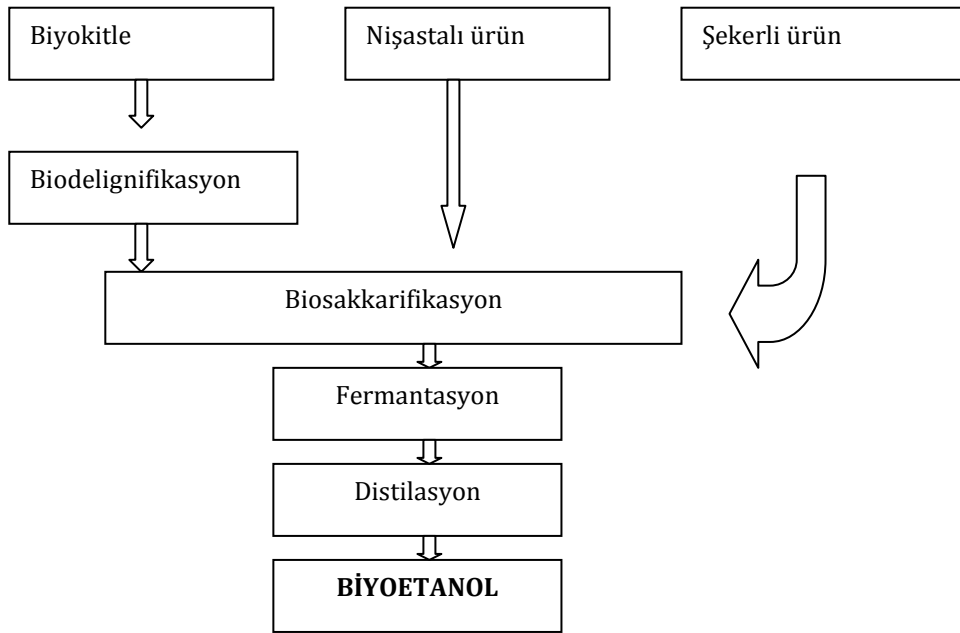 Biyokitle
Nişastalı ürün
Şekerli ürün
Biodelignifikasyon
Biosakkarifikasyon
Fermantasyon
Distilasyon
BİYOETANOL